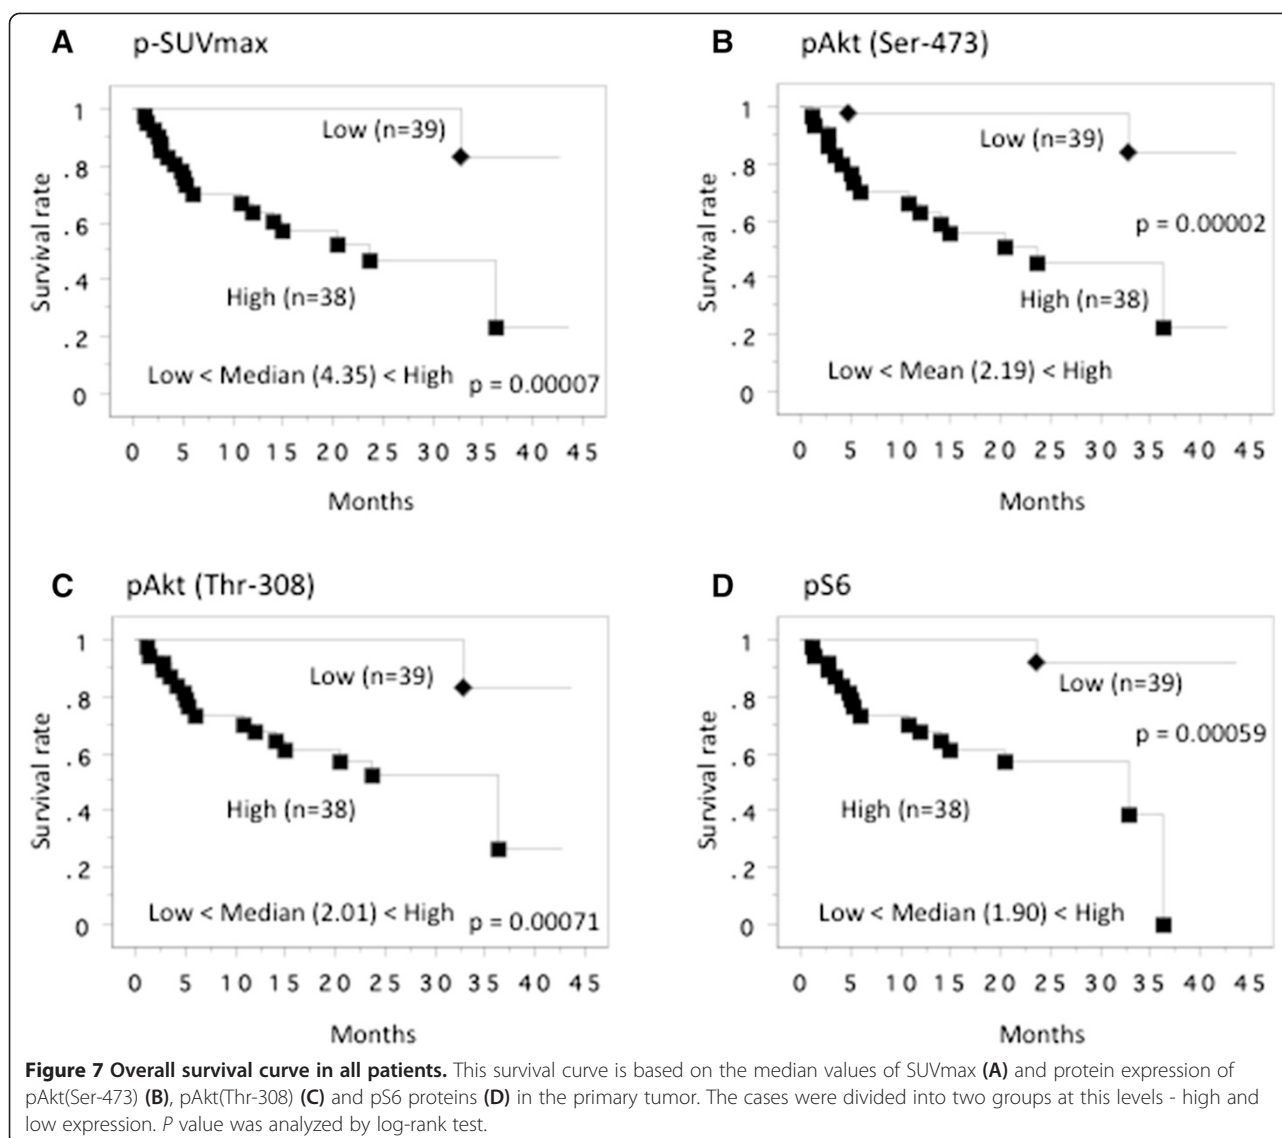 A p-SUVmax
1
.8
.6
.4
.2
0
Survival rate
Low (n=39)
High (n=38)
Low < Median (4.35) < High
p = 0.00007
0 5 10 15 20 25 30 35 40 45
Months
B pAkt (Ser-473)
1
.8
.6
.4
.2
0
Survival rate
Low (n=39)
p = 0.00002
High (n=38)
Low < Mean (2.19) < High
0 5 10 15 20 25 30 35 40 45
Months
C pAkt (Thr-308)
1
.8
.6
.4
.2
0
Survival rate
Low (n=39)
High (n=38)
Low < Median (2.01) < High
p = 0.00071
0 5 10 15 20 25 30 35 40 45
Months
D pS6
1
.8
.6
.4
.2
0
Survival rate
Low (n=39)
p = 0.00059
High (n=38)
Low < Median (1.90) < High
0 5 10 15 20 25 30 35 40 45
Months
Figure 7 Overall survival curve in all patients. This survival curve is based on the median values of SUVmax (A) and protein expression of
pAkt(Ser-473) (B), pAkt(Thr-308) (C) and pS6 proteins (D) in the primary tumor. The cases were divided into two groups at this levels - high and
low expression. P value was analyzed by log-rank test.